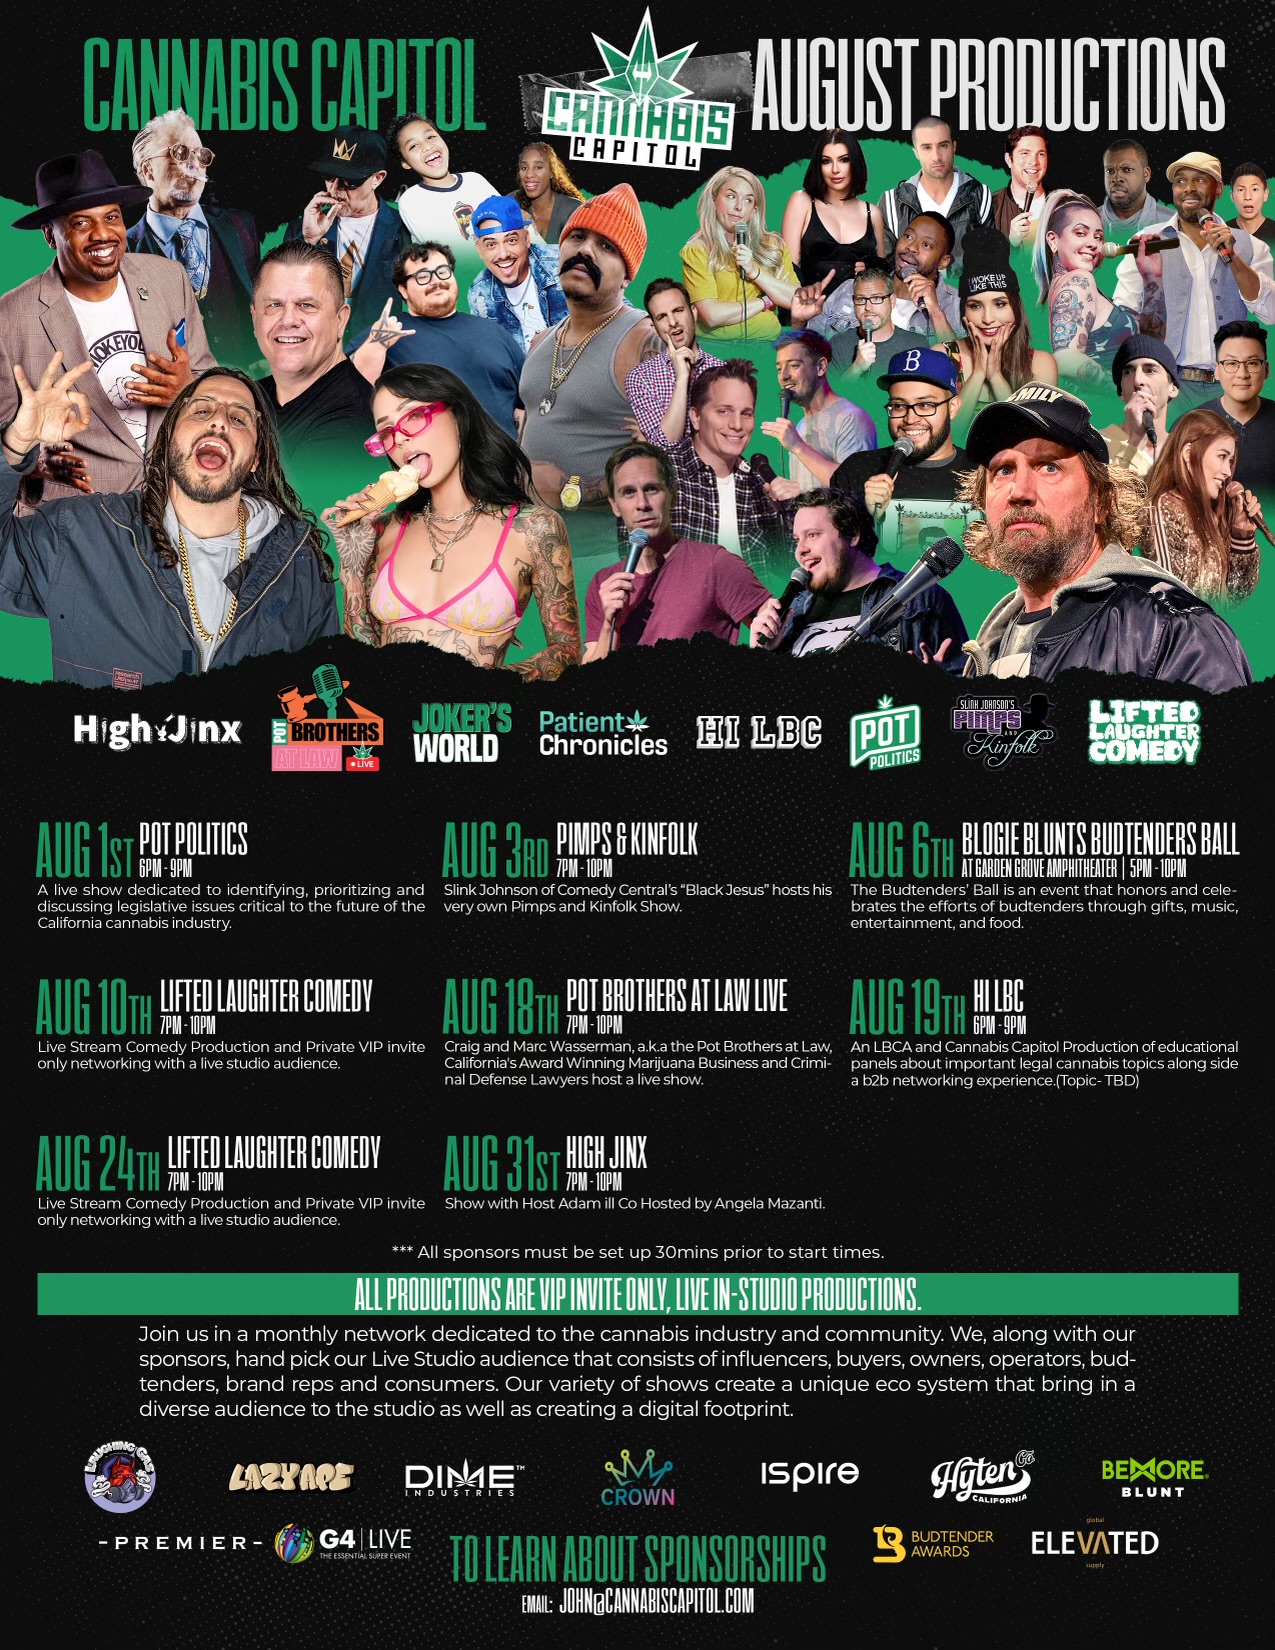 CANNABIS CAPITOL
CANNABIS
CAPITOL
AUGUST PRODUCTIONS
I WOKE UP
LIKE THIS
B
High Jinx
POT
BROTHERS
AT LAW
LIVE
JOKER'S
WORLD
Patient
Chronicles
HI LBC
POT
POLITICS
SLINK JOHNSON'S
PIMPS
AND
Kinfolk
LIFTED
LAUGHTER
COMEDY
AUG 1ST POT POLITICS
6PM - 9PM
A live show dedicated to identifying, prioritizing and
discussing legislative issues critical to the future of the
California cannabis industry.
AUG 3RD PIMPS & KINFOLK
7PM - 10PM
Slink Johnson of Comedy Central's "Black Jesus" hosts his
very own Pimps and Kinfolk Show.
AUG 6TH BLOGIE BLUNTS BUDTENDERS BALL
AT GARDEN GROVE AMPHITHEATER | 5PM - 10PM
The Budtenders' Ball is an event that honors and cele-
brates the efforts of budtenders through gifts, music,
entertainment, and food.
AUG 10TH LIFTED LAUGHTER COMEDY
7PM - 10PM
Live Stream Comedy Production and Private VIP invite
only networking with a live studio audience.
AUG 18TH POT BROTHERS AT LAW LIVE
7PM - 10PM
Craig and Marc Wasserman, a.k.a the Pot Brothers at Law,
California's Award Winning Marijuana Business and Crimi-
nal Defense Lawyers host a live show.
AUG 19TH HI LBC
6PM - 9PM
An LBCA and Cannabis Capitol Production of educational
panels about important legal cannabis topics along side
a b2b networking experience.(Topic- TBD)
AUG 24TH LIFTED LAUGHTER COMEDY
7PM - 10PM
Live Stream Comedy Production and Private VIP invite
only networking with a live studio audience.
AUG 31ST HIGH JINX
7PM - 10PM
Show with Host Adam ill Co Hosted by Angela Mazanti.
*** All sponsors must be set up 30mins prior to start times.
ALL PRODUCTIONS ARE VIP INVITE ONLY, LIVE IN-STUDIO PRODUCTIONS.
Join us in a monthly network dedicated to the cannabis industry and community. We, along with our
sponsors, hand pick our Live Studio audience that consists of influencers, buyers, owners, operators, bud-
tenders, brand reps and consumers. Our variety of shows create a unique eco system that bring in a
diverse audience to the studio as well as creating a digital footprint.
LAUGHING GAS
LAZYAPE
DIME™
INDUSTRIES
CROWN
ispire
Hyten Co
CALIFORNIA
BEMORE®
BLUNT
-PREMIER-
G4 | LIVE
THE ESSENTIAL SUPER EVENT
TO LEARN ABOUT SPONSORSHIPS
EMAIL: JOHN@CANNABISCAPITOL.COM
BUDTENDER
AWARDS
global
ELEVATED
supply